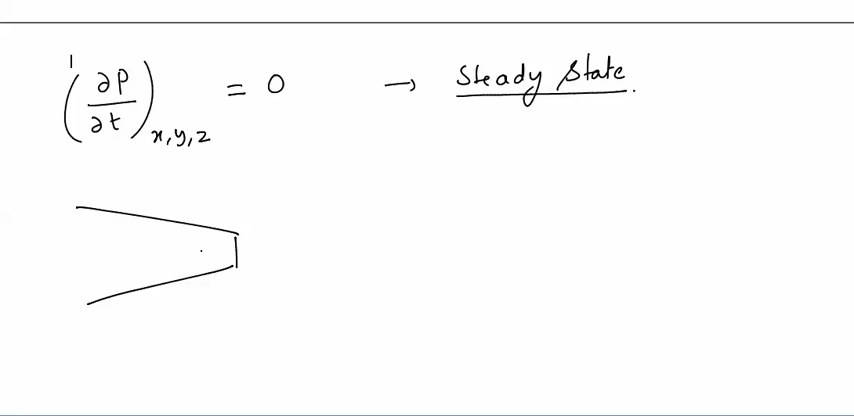 (∂P/∂t)x,y,z = 0 → Steady State.